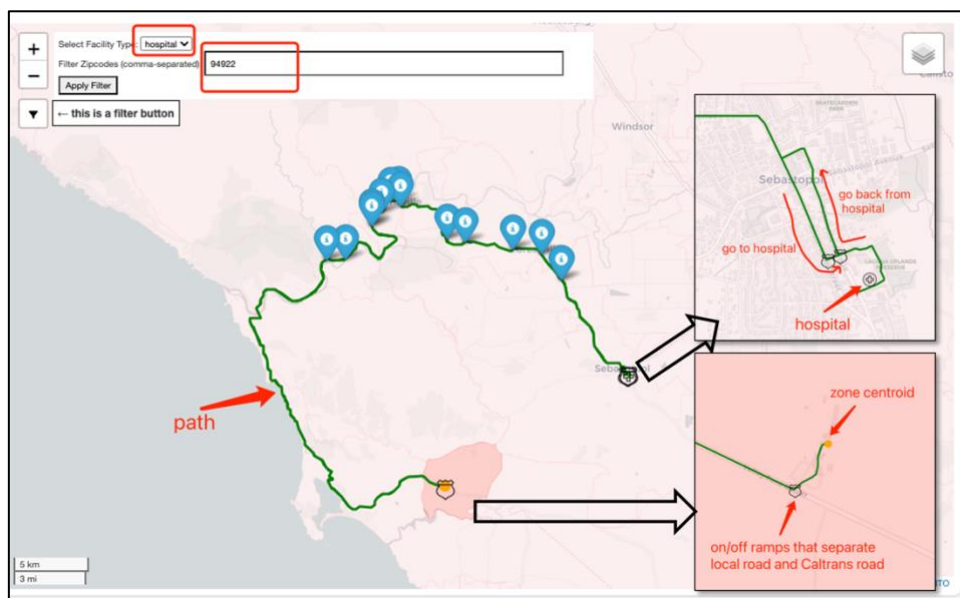 +
Select Facility Type: hospital
Filter Zipcodes (comma-separated) 94922
−
Apply Filter
▼
← this is a filter button
Windsor
Sebastopol
go back from
hospital
go to hospital
hospital
path
zone centroid
on/off ramps that separate
local road and Caltrans road
5 km
3 mi